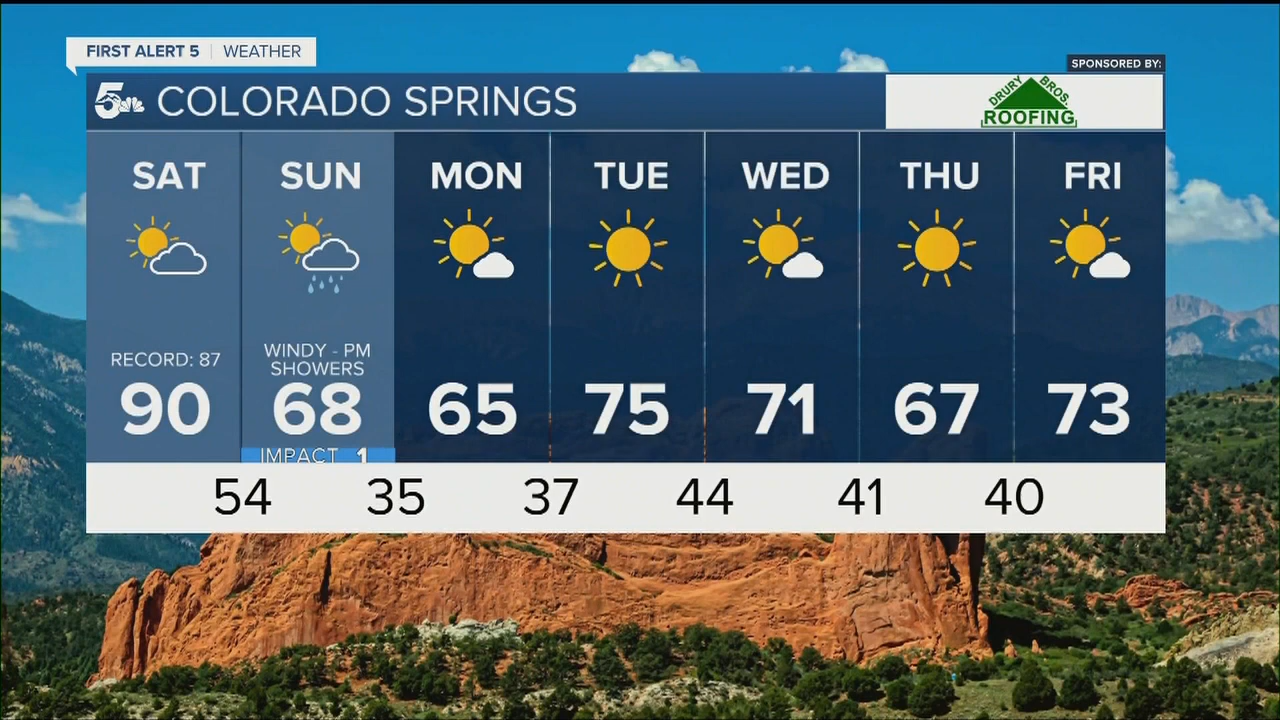 FIRST ALERT 5 | WEATHER
SPONSORED BY:
5 COLORADO SPRINGS
DRURY BROS.
ROOFING
SAT SUN MON TUE WED THU FRI
RECORD: 87 WINDY - PM
SHOWERS
90 68 65 75 71 67 73
IMPACT 1
54 35 37 44 41 40